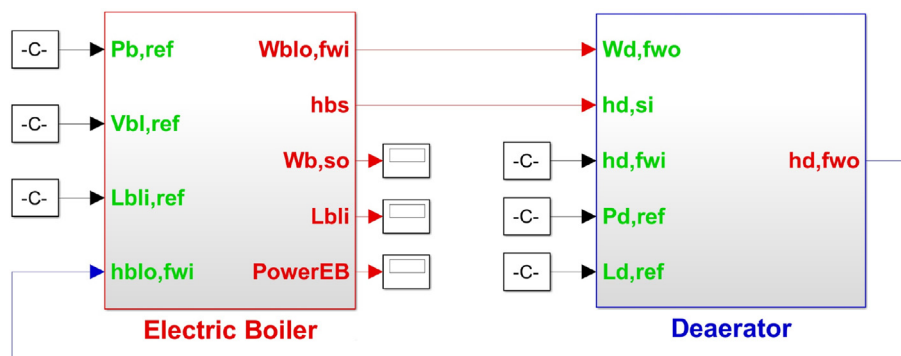 -C-
Pb,ref
Wblo,fwi
Wd,fwo
hbs
hd,si
-C-
Vbl,ref
Wb,so
-C-
hd,fwi
hd,fwo
-C-
Lbli,ref
Lbli
-C-
Pd,ref
hblo,fwi
PowerEB
-C-
Ld,ref
Electric Boiler
Deaerator